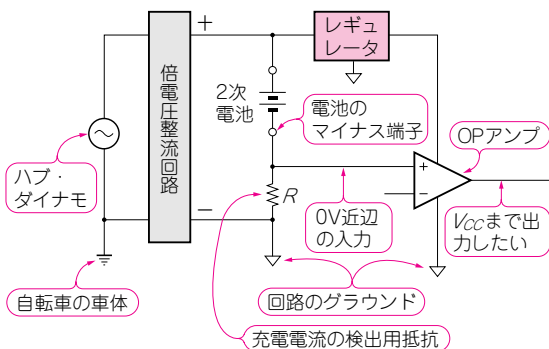 +
レギュ
レータ
倍電圧整流回路
2次
電池
電池の
マイナス端子
OPアンプ
ハブ・
ダイナモ
+
−
R
−
0V近辺
の入力
VCCまで出
力したい
自転車の車体
回路のグラウンド
充電電流の検出用抵抗